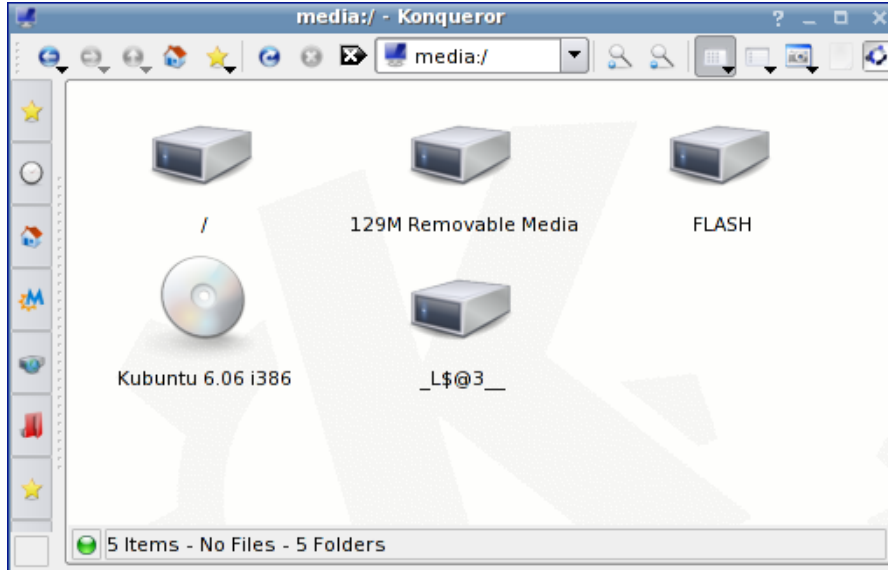 media:/ - Konqueror
media:/
/
129M Removable Media
FLASH
Kubuntu 6.06 i386
_L$@3__
5 Items - No Files - 5 Folders